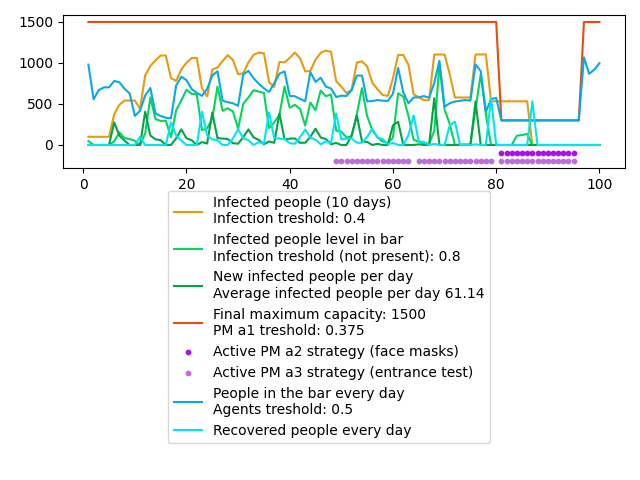 1500
1000
500
0
0 20 40 60 80 100
Infected people (10 days)
Infection treshold: 0.4
Infected people level in bar
Infection treshold (not present): 0.8
New infected people per day
Average infected people per day 61.14
Final maximum capacity: 1500
PM a1 treshold: 0.375
Active PM a2 strategy (face masks)
Active PM a3 strategy (entrance test)
People in the bar every day
Agents treshold: 0.5
Recovered people every day